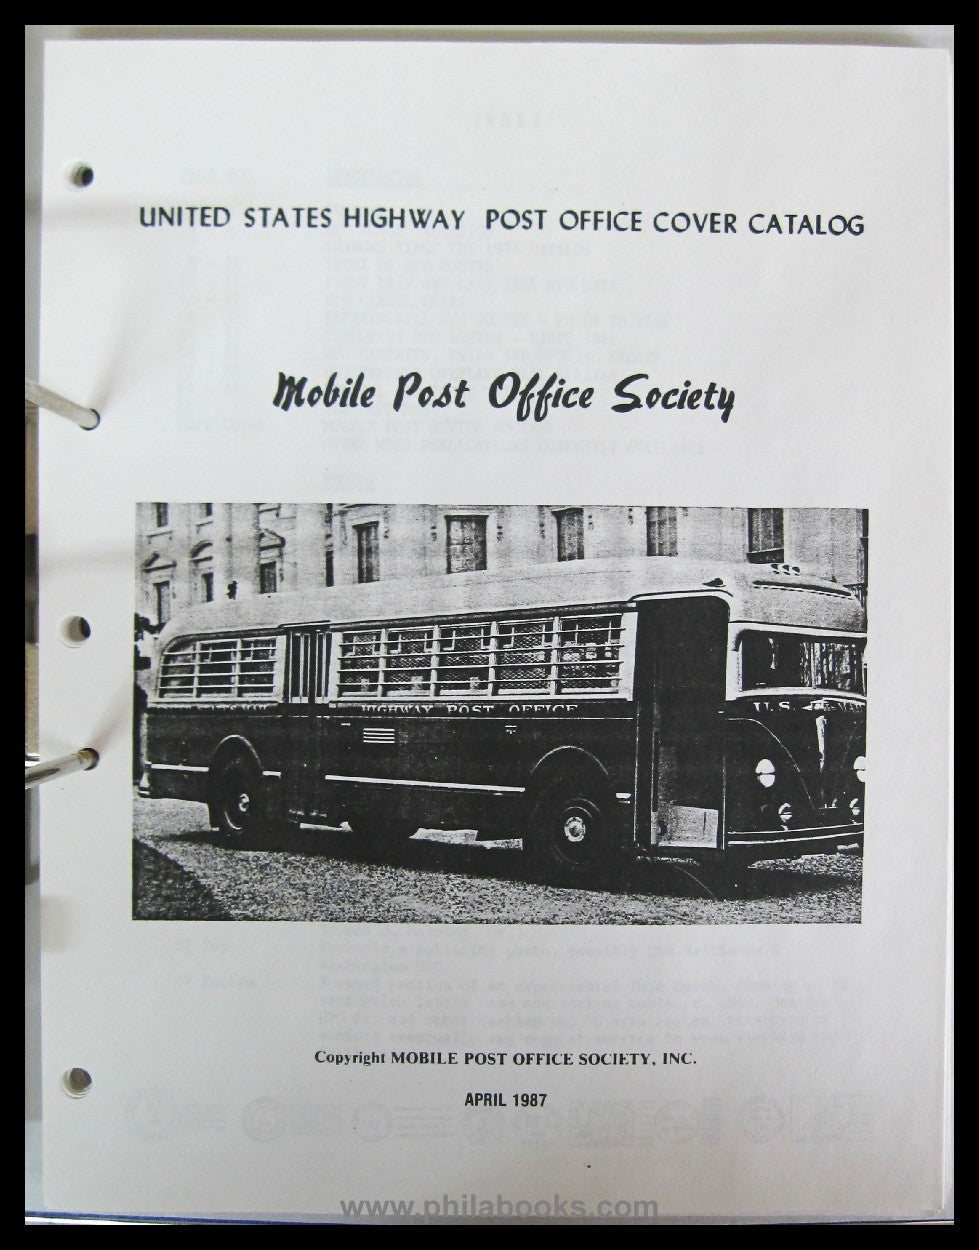 UNITED STATES HIGHWAY POST OFFICE COVER CATALOG
Mobile Post Office Society
HIGHWAY POST OFFICE
U.S. MAIL
Copyright MOBILE POST OFFICE SOCIETY, INC.
APRIL 1987
www.philabooks.com